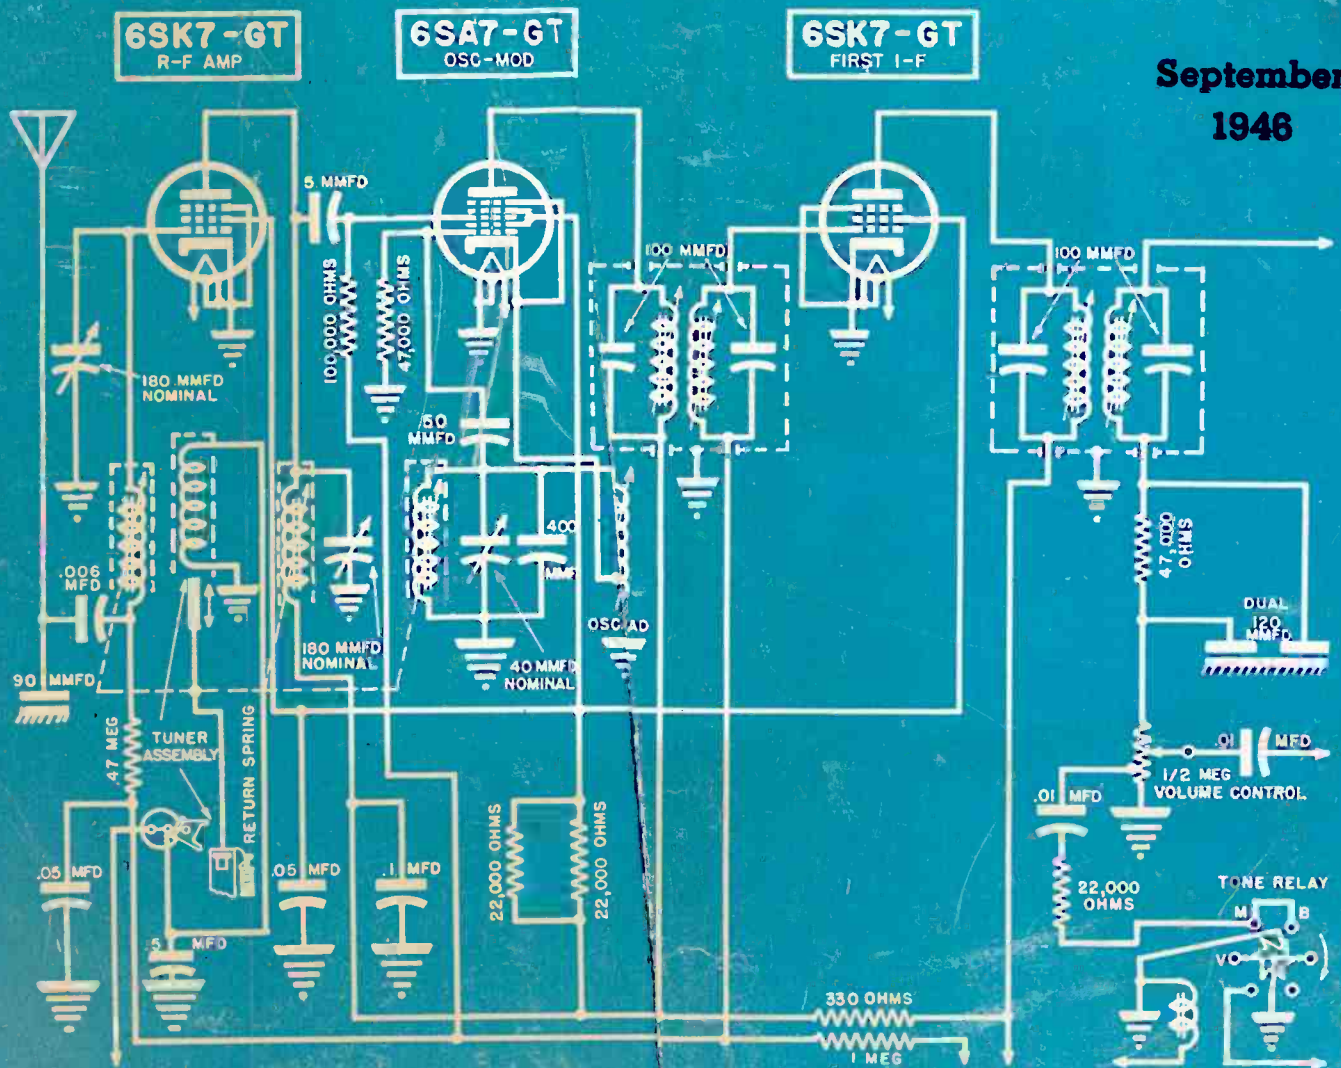 6SK7-GT
R-F AMP
6SA7-GT
OSC-MOD
6SK7-GT
FIRST I-F
September
1946
5 MMFD
100,000 OHMS
47,000 OHMS
100 MMFD
100 MMFD
180 MMFD
NOMINAL
50
MMFD
400
MMFD
47,000
OHMS
.006
MFD
DUAL
120
MMFD
OSC. AD
180 MMFD
NOMINAL
40 MMFD
NOMINAL
90 MMFD
.47 MEG
TUNER
ASSEMBLY
RETURN SPRING
.01 MFD
1/2 MEG
VOLUME CONTROL
.01 MFD
22,000 OHMS
22,000 OHMS
.05 MFD
.05 MFD
.1 MFD
22,000
OHMS
TONE RELAY
M B
V
.5 MFD
330 OHMS
1 MEG